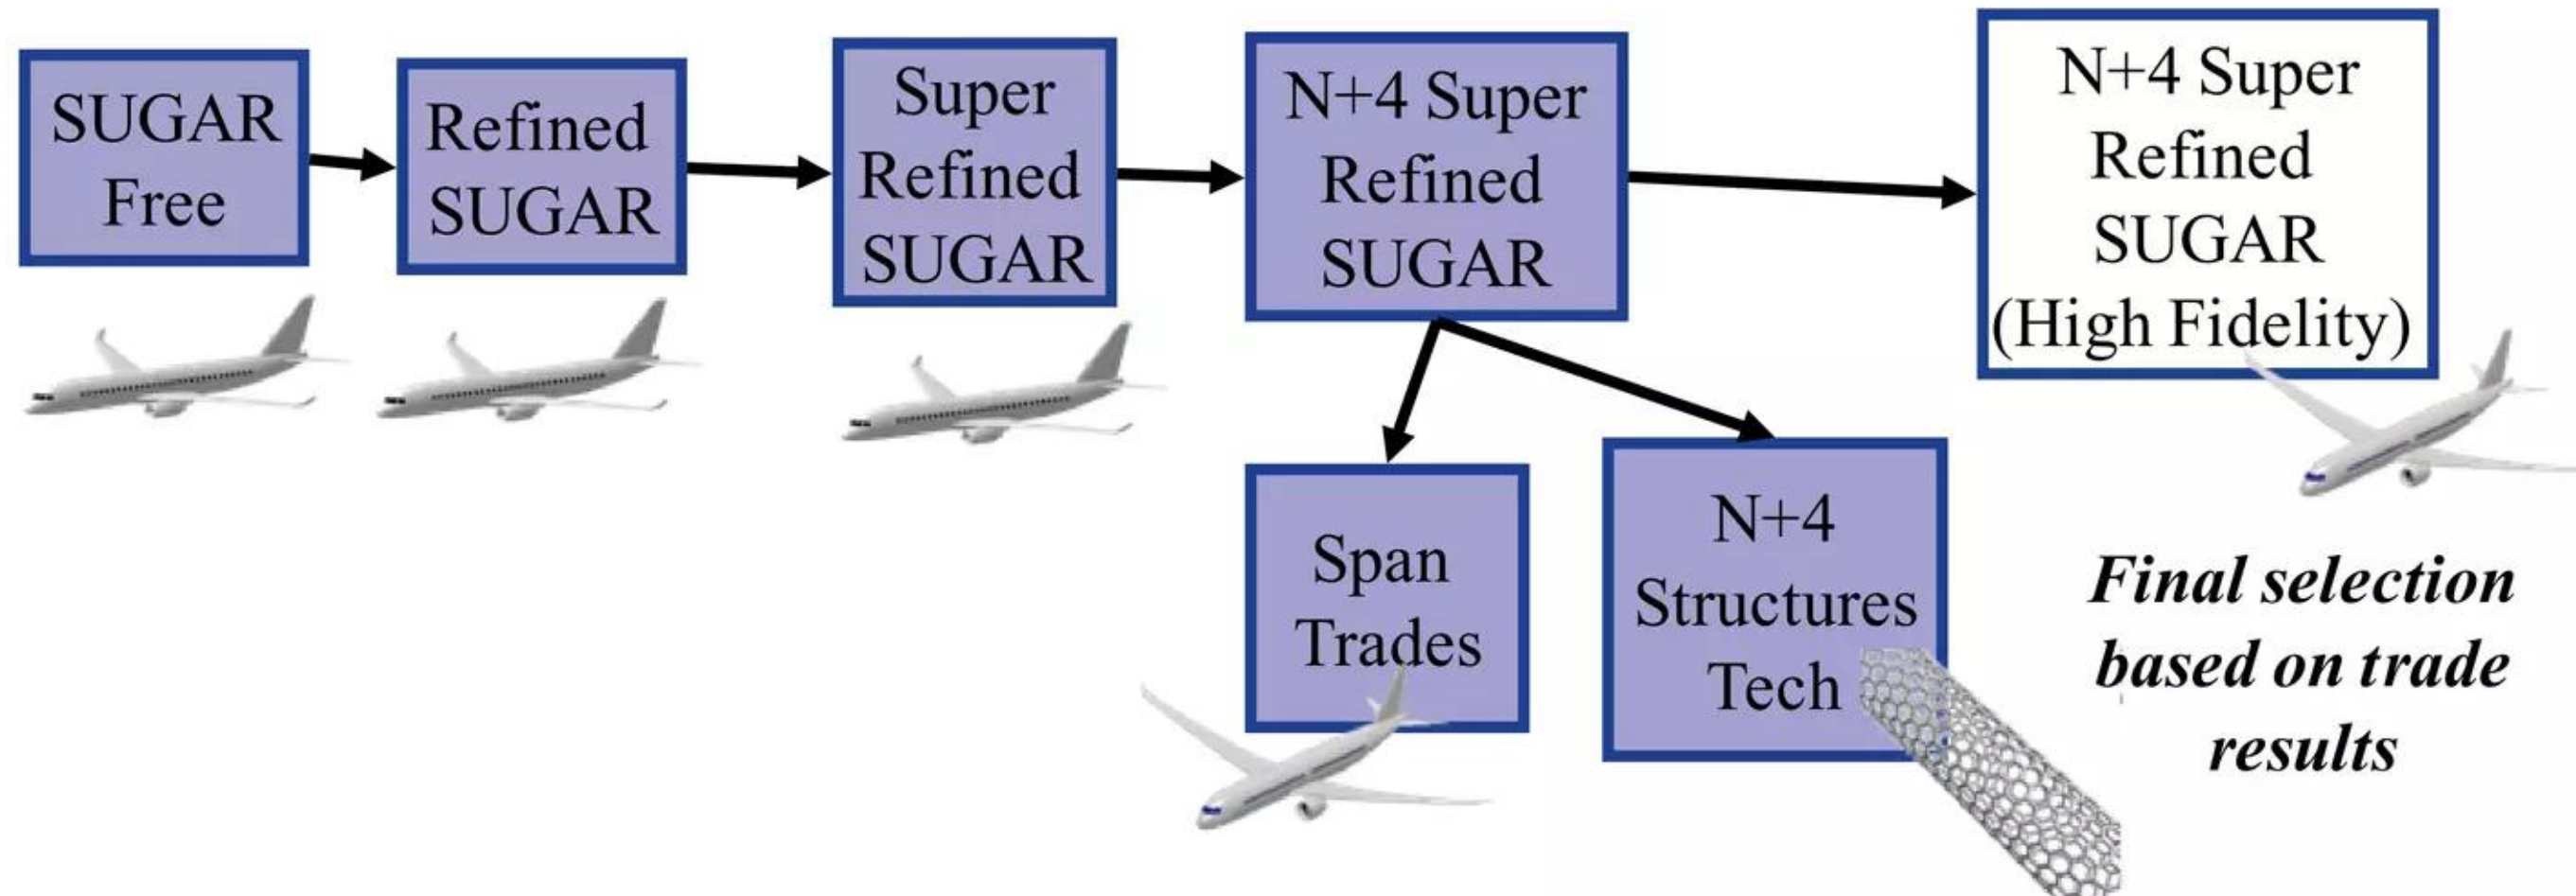 SUGAR
Free
Refined
SUGAR
Super
Refined
SUGAR
N+4 Super
Refined
SUGAR
N+4 Super
Refined
SUGAR
(High Fidelity)
Span
Trades
N+4
Structures
Tech
Final selection
based on trade
results